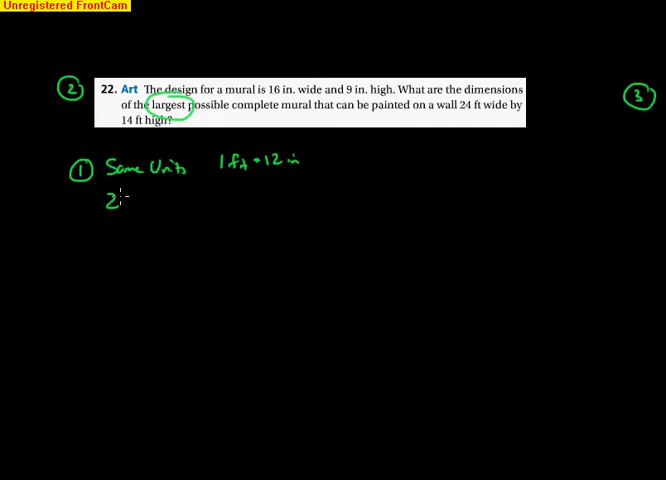 Unregistered FrontCam
2
22. Art The design for a mural is 16 in. wide and 9 in. high. What are the dimensions
of the largest possible complete mural that can be painted on a wall 24 ft wide by
14 ft high?
3
1 Same Units 1 ft = 12 in
2